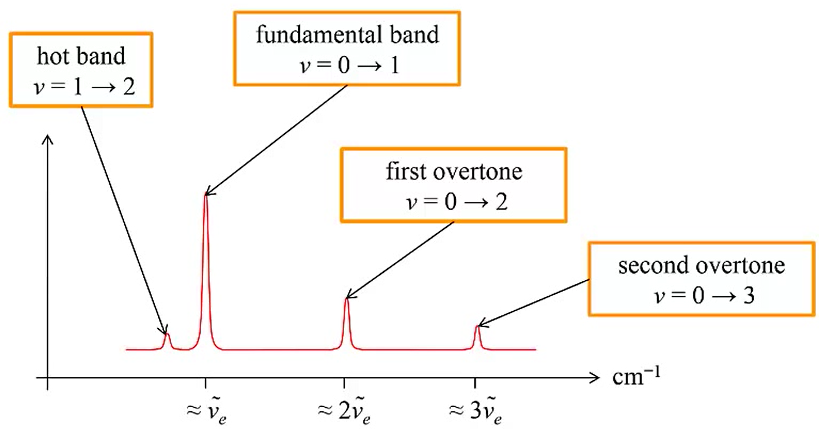 fundamental band
v = 0 → 1
hot band
v = 1 → 2
first overtone
v = 0 → 2
second overtone
v = 0 → 3
cm⁻¹
≈ ṽₑ
≈ 2ṽₑ
≈ 3ṽₑ